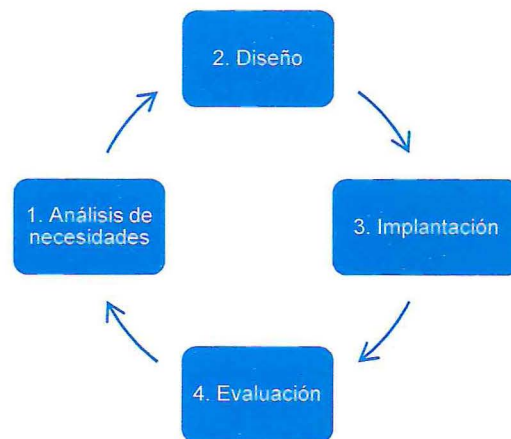 2. Diseño
1. Análisis de
necesidades
3. Implantación
4. Evaluación